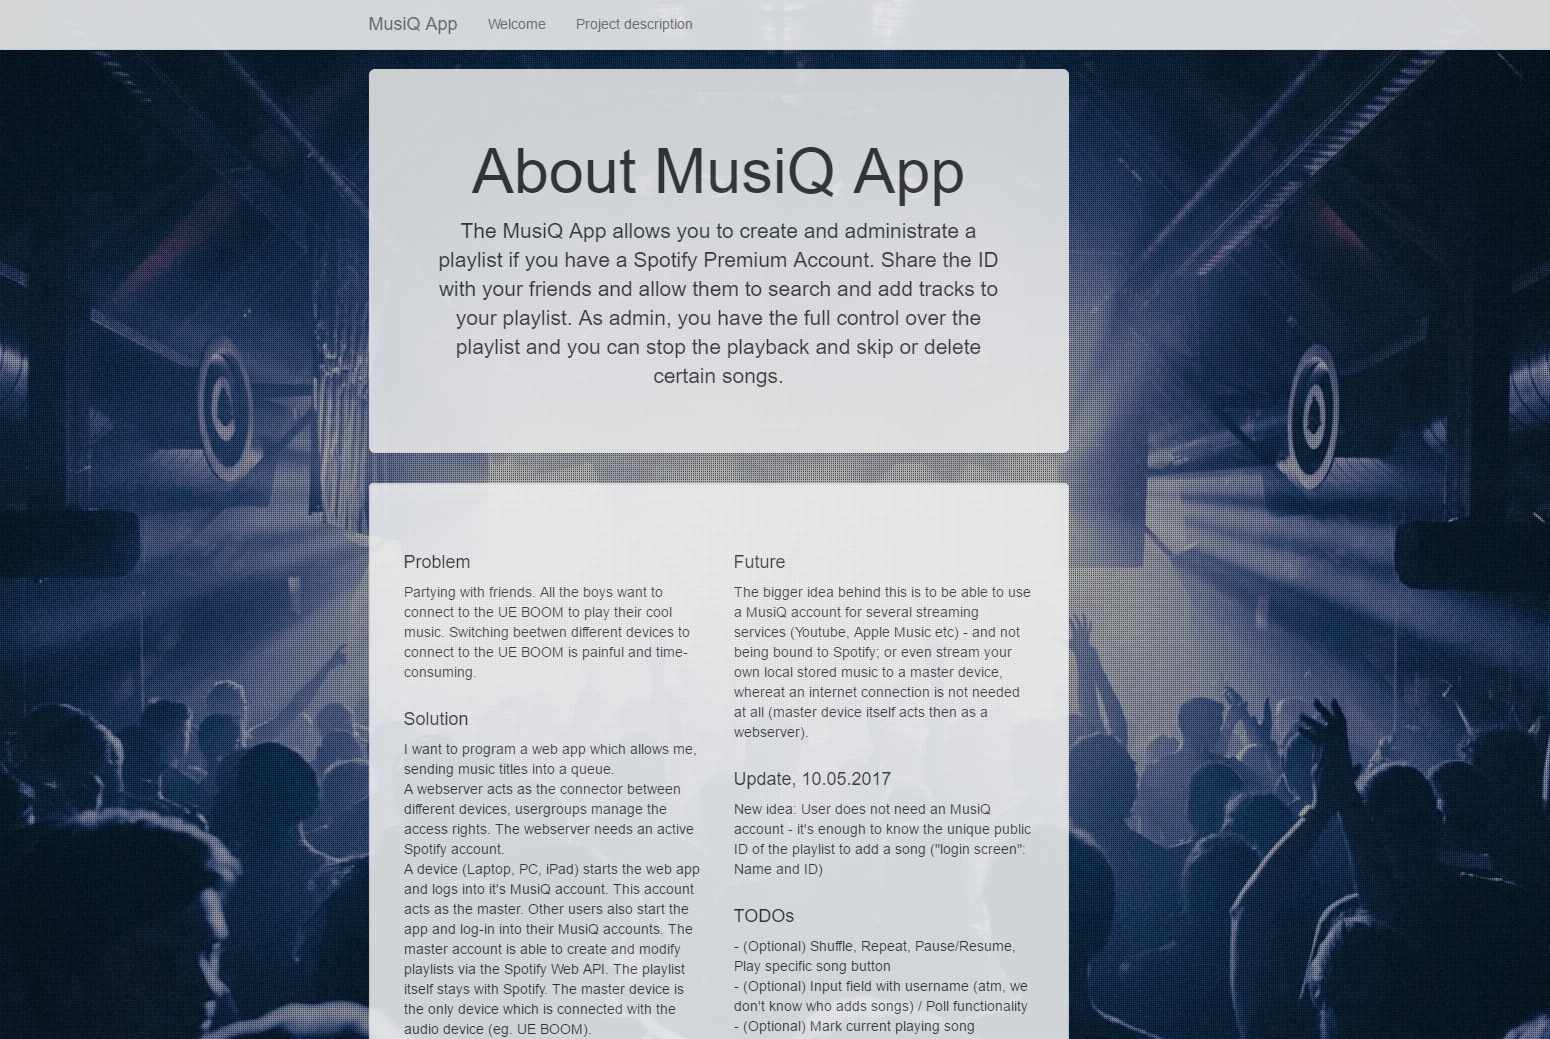 MusiQ App
Welcome
Project description
About MusiQ App
The MusiQ App allows you to create and administrate a
playlist if you have a Spotify Premium Account. Share the ID
with your friends and allow them to search and add tracks to
your playlist. As admin, you have the full control over the
playlist and you can stop the playback and skip or delete
certain songs.
Problem
Partying with friends. All the boys want to
connect to the UE BOOM to play their cool
music. Switching beetwen different devices to
connect to the UE BOOM is painful and time-
consuming.
Solution
I want to program a web app which allows me,
sending music titles into a queue.
A webserver acts as the connector between
different devices, usergroups manage the
access rights. The webserver needs an active
Spotify account.
A device (Laptop, PC, iPad) starts the web app
and logs into it's MusiQ account. This account
acts as the master. Other users also start the
app and log-in into their MusiQ accounts. The
master account is able to create and modify
playlists via the Spotify Web API. The playlist
itself stays with Spotify. The master device is
the only device which is connected with the
audio device (eg. UE BOOM).
Future
The bigger idea behind this is to be able to use
a MusiQ account for several streaming
services (Youtube, Apple Music etc) - and not
being bound to Spotify; or even stream your
own local stored music to a master device,
whereat an internet connection is not needed
at all (master device itself acts then as a
webserver).
Update, 10.05.2017
New idea: User does not need an MusiQ
account - it's enough to know the unique public
ID of the playlist to add a song ("login screen":
Name and ID)
TODOs
- (Optional) Shuffle, Repeat, Pause/Resume,
Play specific song button
- (Optional) Input field with username (atm, we
don't know who adds songs) / Poll functionality
- (Optional) Mark current playing song